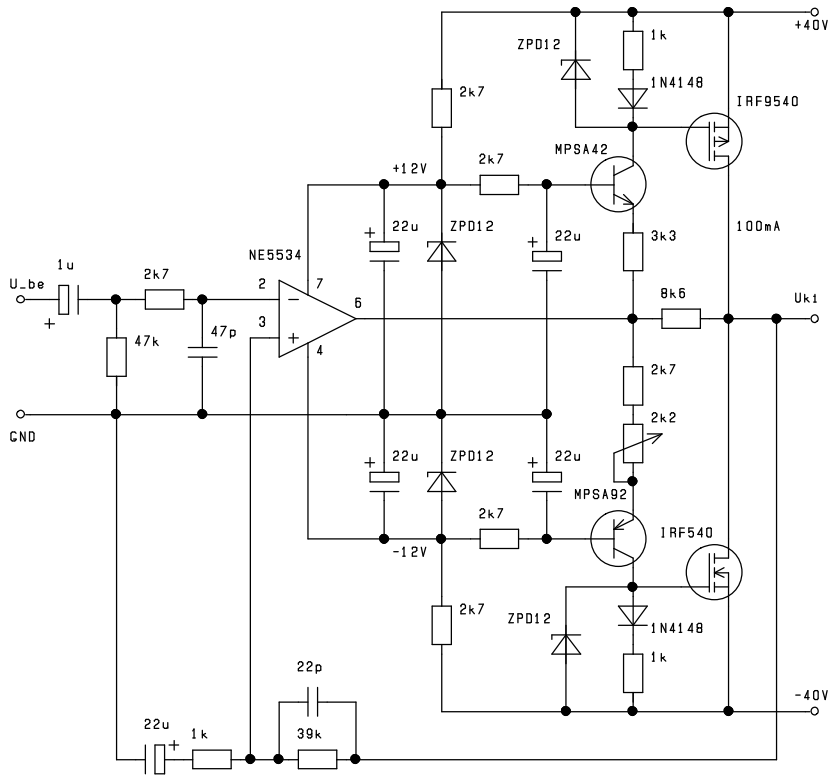 +40V
ZPD12
1k
1N4148
2k7
IRF9540
MPSA42
+12V
2k7
100mA
+
22u
ZPD12
+
22u
3k3
NE5534
7
1u
U_be
2k7
2
6
8k6
Uki
+
3
47k
47p
4
2k7
GND
2k2
+
22u
ZPD12
+
22u
MPSA92
IRF540
-12V
2k7
2k7
ZPD12
1N4148
1k
22p
-40V
22u
+
1k
39k